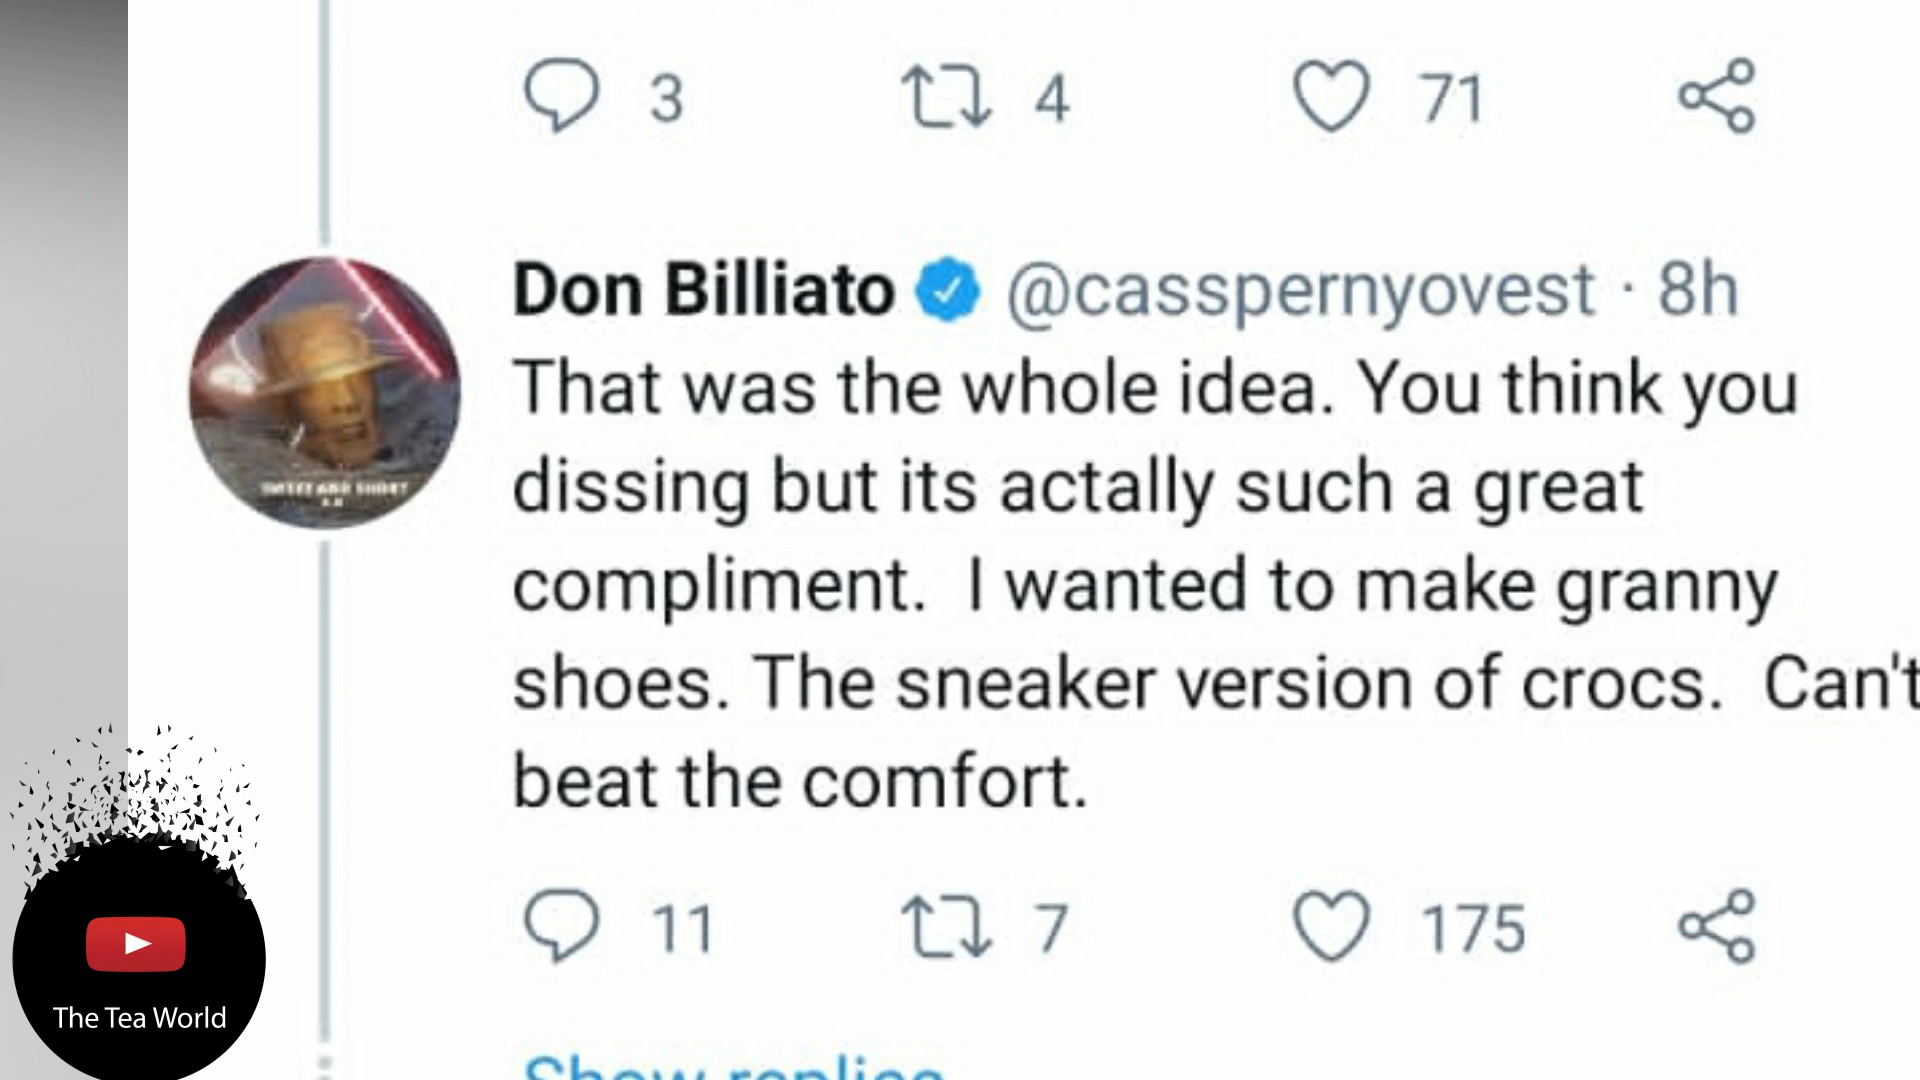 3 4 71
Don Billiato @casspernyovest · 8h
That was the whole idea. You think you
dissing but its actally such a great
compliment. I wanted to make granny
shoes. The sneaker version of crocs. Can't
beat the comfort.
11 7 175
Show replies
The Tea World